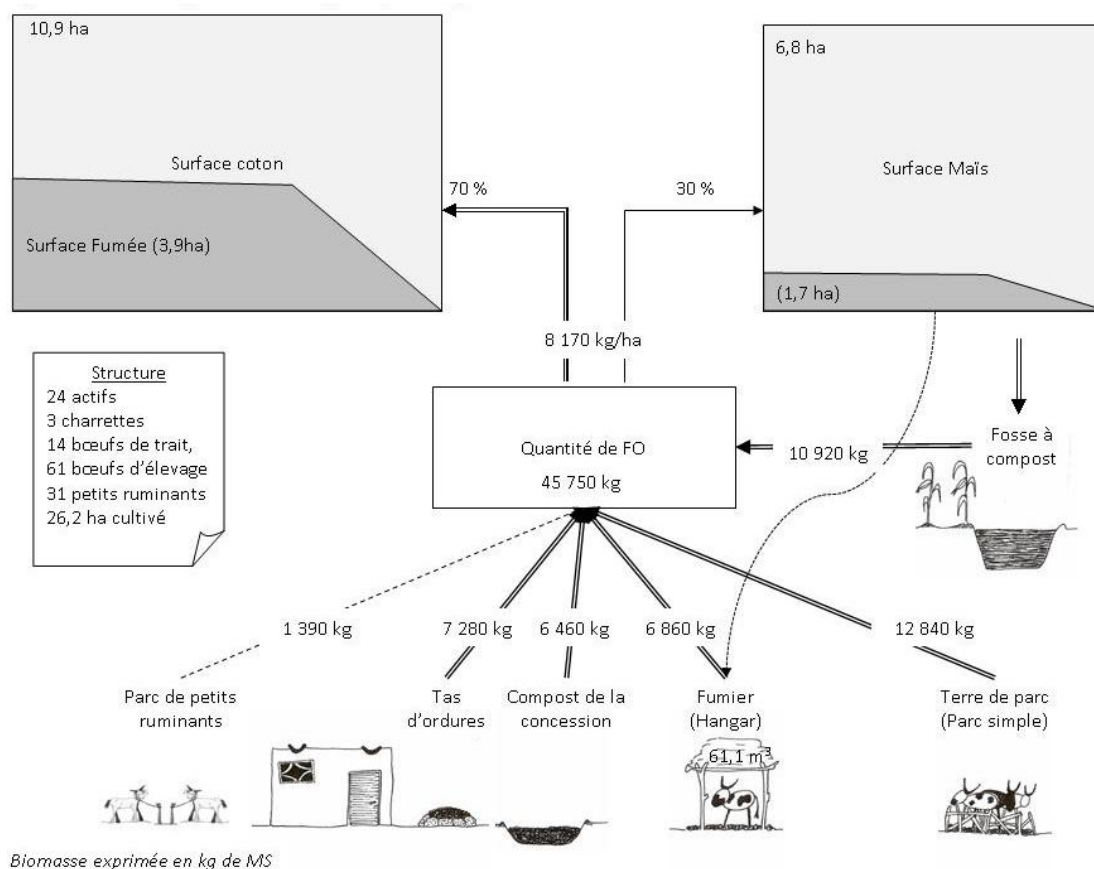 10,9 ha
Surface coton
Surface Fumée (3,9ha)
70 %
30 %
6,8 ha
Surface Maïs
(1,7 ha)
8 170 kg/ha
Structure
24 actifs
3 charrettes
14 bœufs de trait,
61 bœufs d'élevage
31 petits ruminants
26,2 ha cultivé
Quantité de FO
45 750 kg
10 920 kg
Fosse à
compost
1 390 kg
7 280 kg
6 460 kg
6 860 kg
12 840 kg
Parc de petits
ruminants
Tas
d'ordures
Compost de la
concession
Fumier
(Hangar)
61,1 m³
Terre de parc
(Parc simple)
Biomasse exprimée en kg de MS